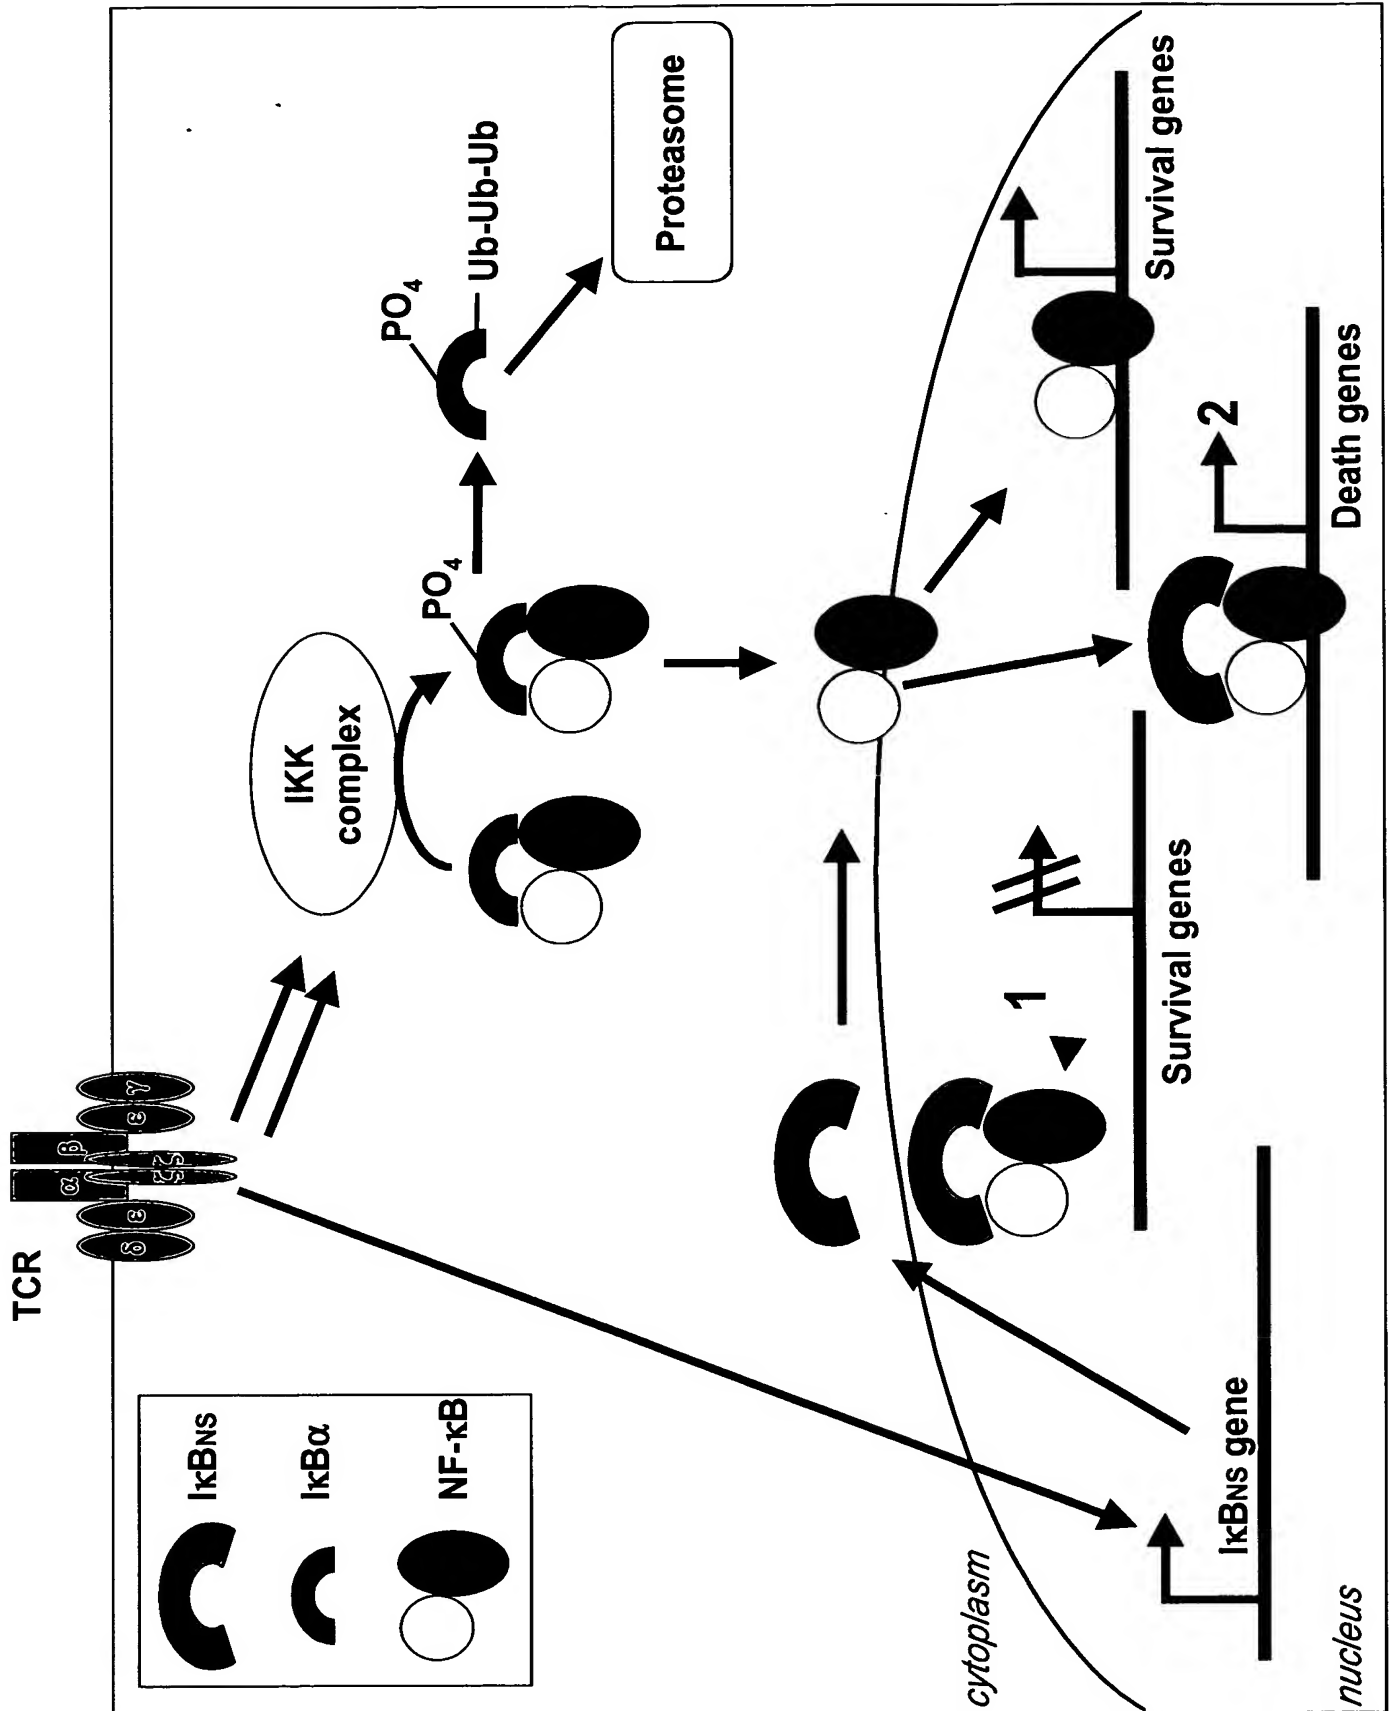 TCR
δ
ε
α
β
ζζ
ε
γ
IκBNS
IκBα
NF-κB
IKK
complex
PO4
PO4
Ub-Ub-Ub
Proteasome
cytoplasm
nucleus
IκBNS gene
1
Survival genes
2
Death genes
Survival genes